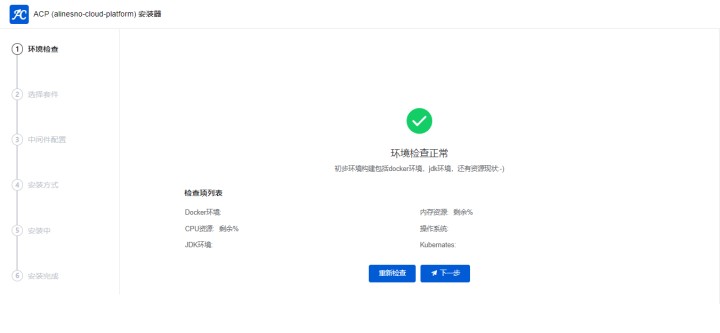 AC ACP (alinesno-cloud-platform) 安装器
1 环境检查
2 选择套件
3 中间件配置
4 安装方式
5 安装中
6 安装完成
环境检查正常
初步环境构建包括docker环境，jdk环境，还有资源现状:-)
检查项列表
Docker环境: 内存资源: 剩余%
CPU资源: 剩余% 操作系统:
JDK环境: Kubernates:
重新检查 下一步